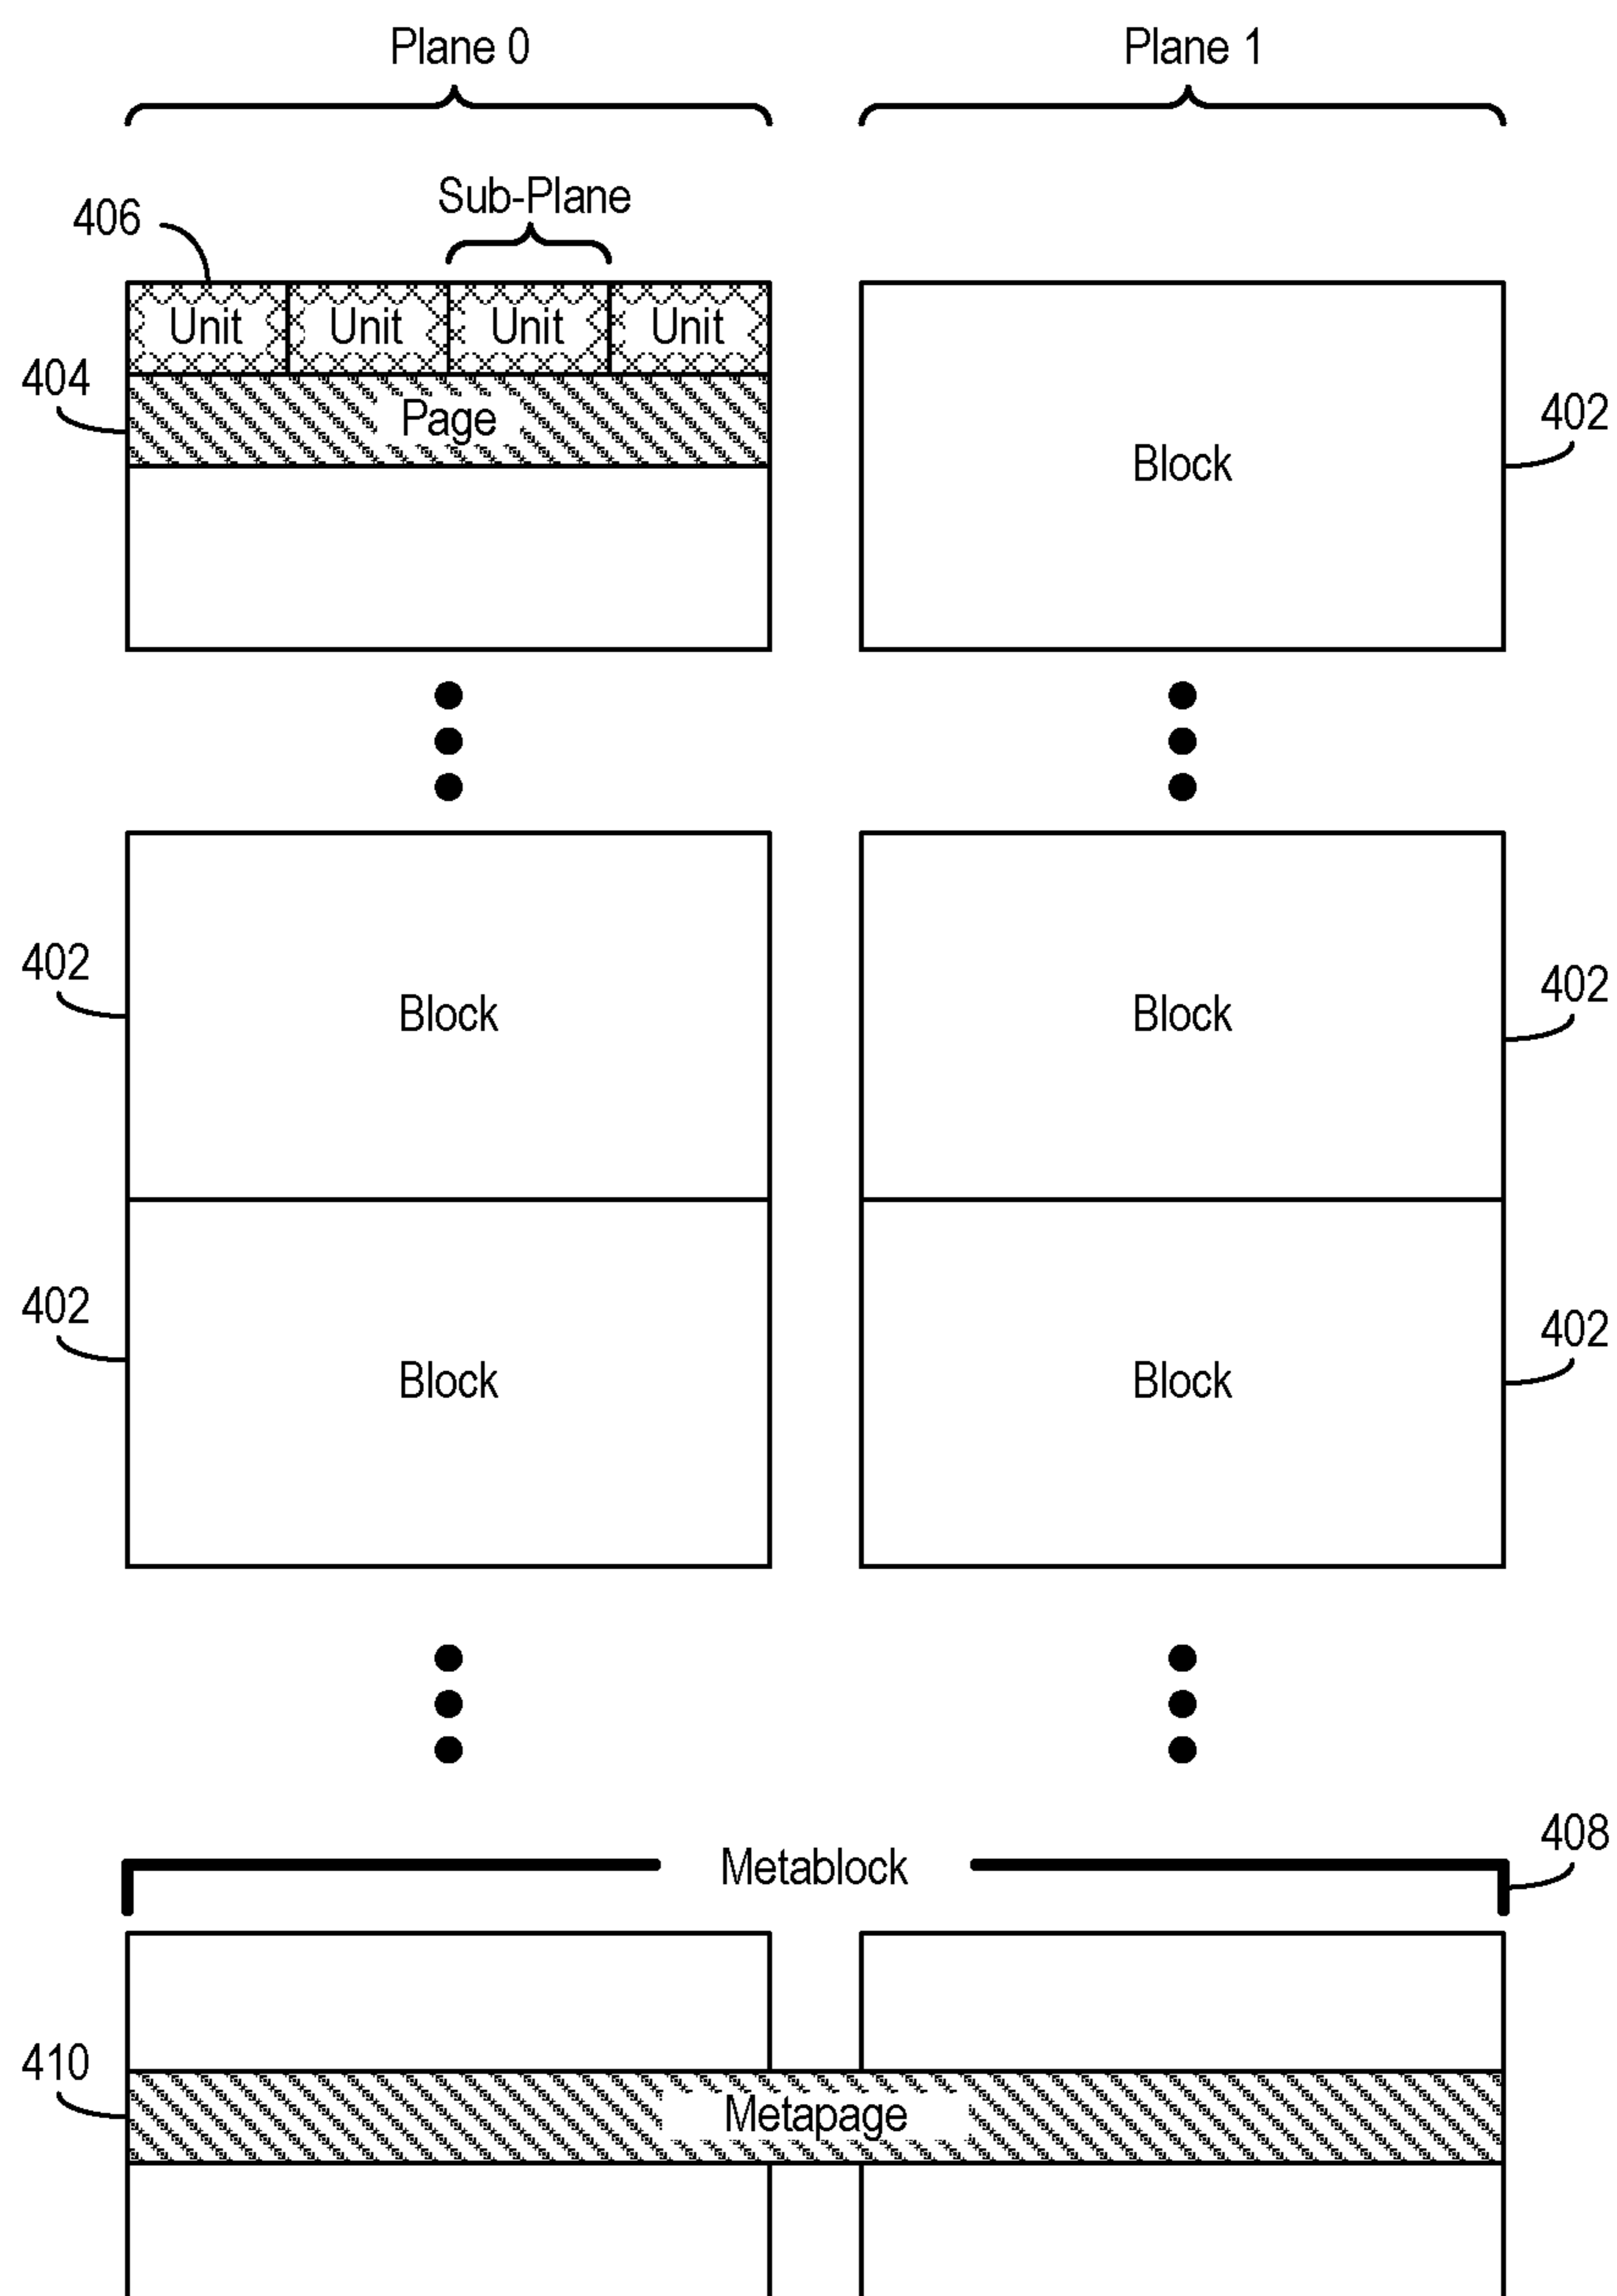 Plane 0
Plane 1
Sub-Plane
406
Unit
Unit
Unit
Unit
404
Page
402
Block
402
Block
Block
402
402
Block
Block
402
408
Metablock
410
Metapage